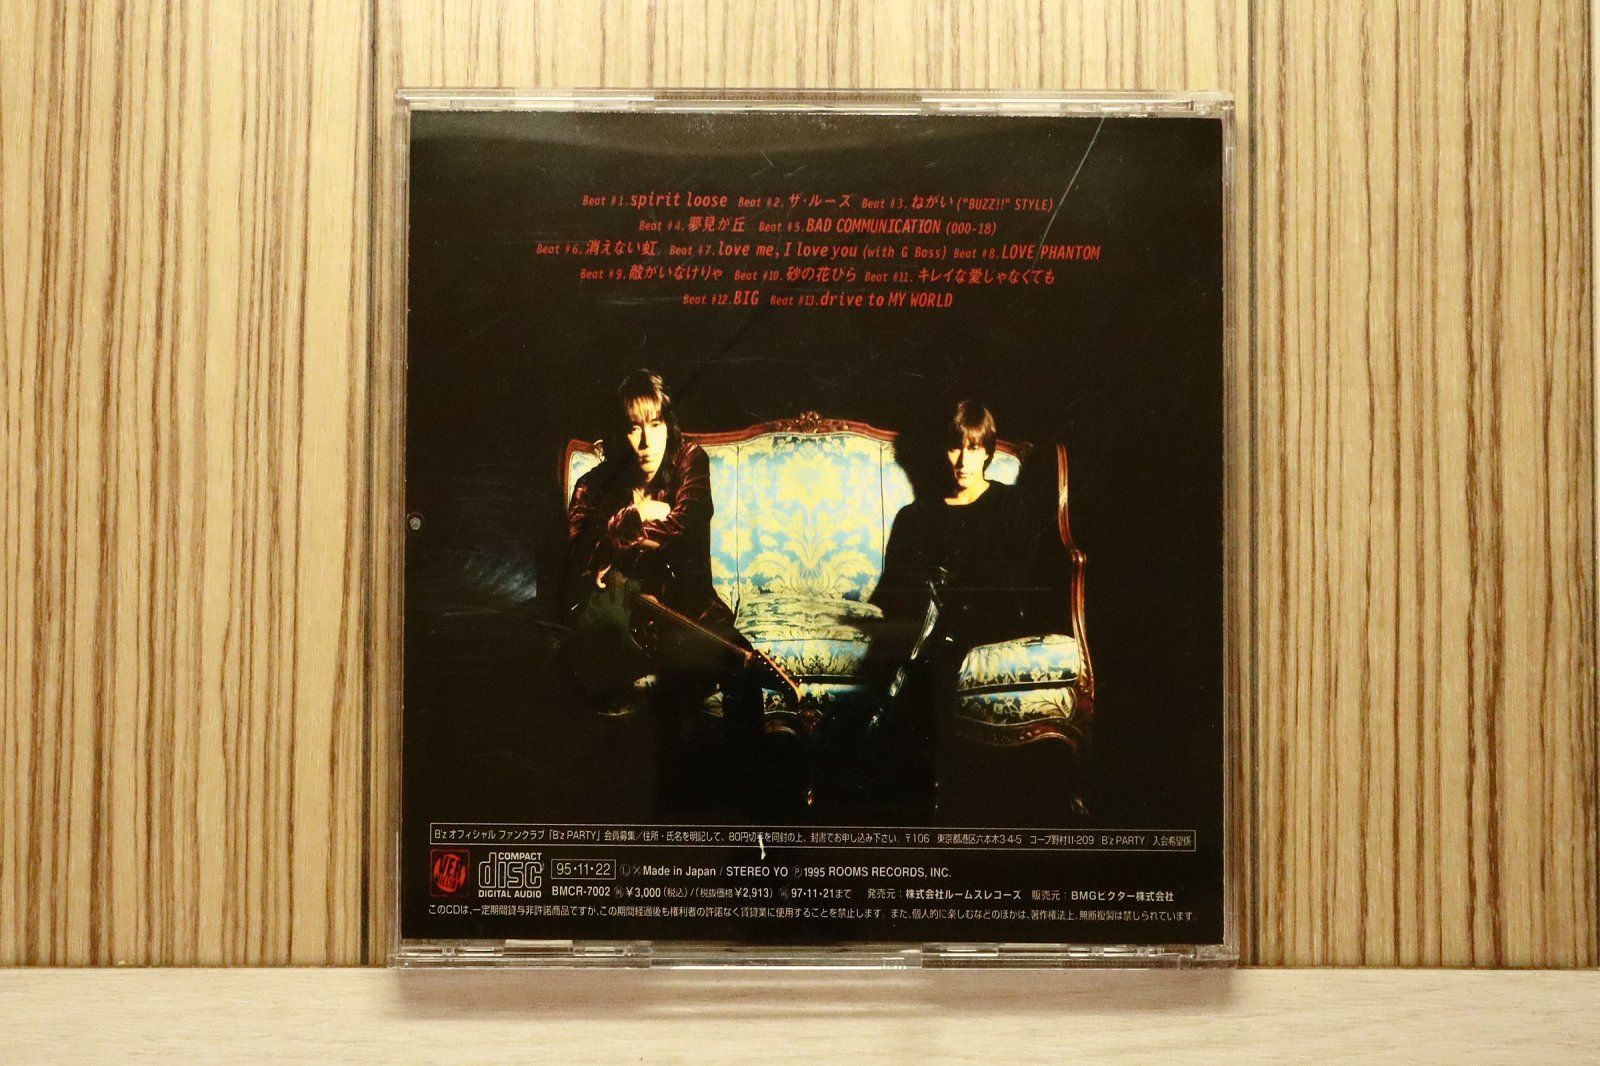 Beat #1.spirit loose Beat #2.ザ・ルーズ Beat #3.ねがい("BUZZ!!" STYLE)
Beat #4.夢見が丘 Beat #5.BAD COMMUNICATION (000-18)
Beat #6.消えない虹 Beat #7.love me, I love you (with G Bass) Beat #8.LOVE PHANTOM
Beat #9.敵がいなけりゃ Beat #10.砂の花びら Beat #11.キレイな愛じゃなくても
Beat #12.BIG Beat #13.drive to MY WORLD
B'z オフィシャル ファンクラブ「B'z PARTY」会員募集/住所・氏名を明記して、80円切手を同封の上、封書でお申し込み下さい。〒106 東京都港区六本木3-4-5 コープ野村II-209 B'z PARTY 入会希望係
COMPACT disc DIGITAL AUDIO
95・11・22 Ⓛ× Made in Japan / STEREO YO Ⓟ1995 ROOMS RECORDS, INC.
BMCR-7002 ¥3,000(税込)/(税抜価格¥2,913) 97・11・21まで 発売元:株式会社ルームスレコーズ 販売元:BMGビクター株式会社
このCDは、一定期間貸与非許諾商品ですが、この期間経過後も権利者の許諾なく賃貸業に使用することを禁止します。また、個人的に楽しむなどのほかは、著作権法上、無断複製は禁じられています。